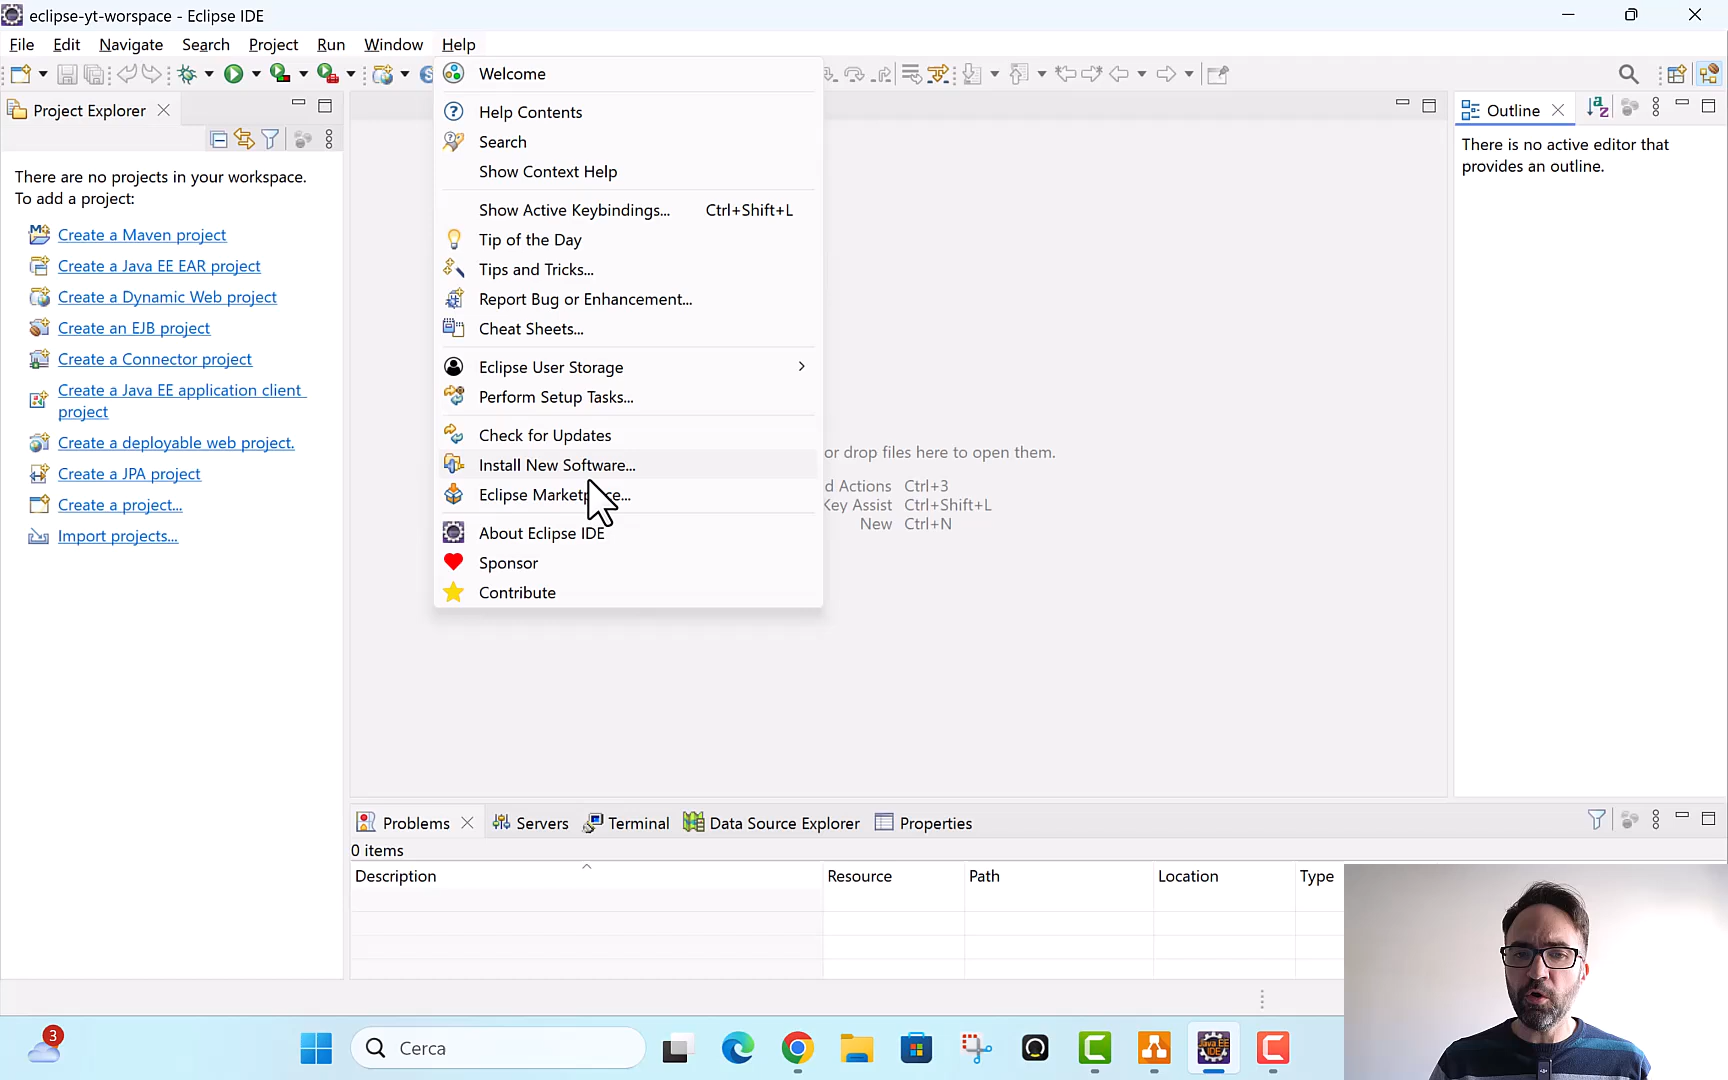 eclipse-yt-worspace - Eclipse IDE
File Edit Navigate Search Project Run Window Help
Project Explorer
There are no projects in your workspace.
To add a project:
Create a Maven project
Create a Java EE EAR project
Create a Dynamic Web project
Create an EJB project
Create a Connector project
Create a Java EE application client
project
Create a deployable web project.
Create a JPA project
Create a project...
Import projects...
Welcome
Help Contents
Search
Show Context Help
Show Active Keybindings... Ctrl+Shift+L
Tip of the Day
Tips and Tricks...
Report Bug or Enhancement...
Cheat Sheets...
Eclipse User Storage
Perform Setup Tasks...
Check for Updates
Install New Software...
Eclipse Marketp ce...
About Eclipse IDE
Sponsor
Contribute
or drop files here to open them.
d Actions Ctrl+3
Key Assist Ctrl+Shift+L
New Ctrl+N
Outline
There is no active editor that
provides an outline.
Problems Servers Terminal Data Source Explorer Properties
0 items
Description Resource Path Location Type
3
Cerca
Java EE
IDE